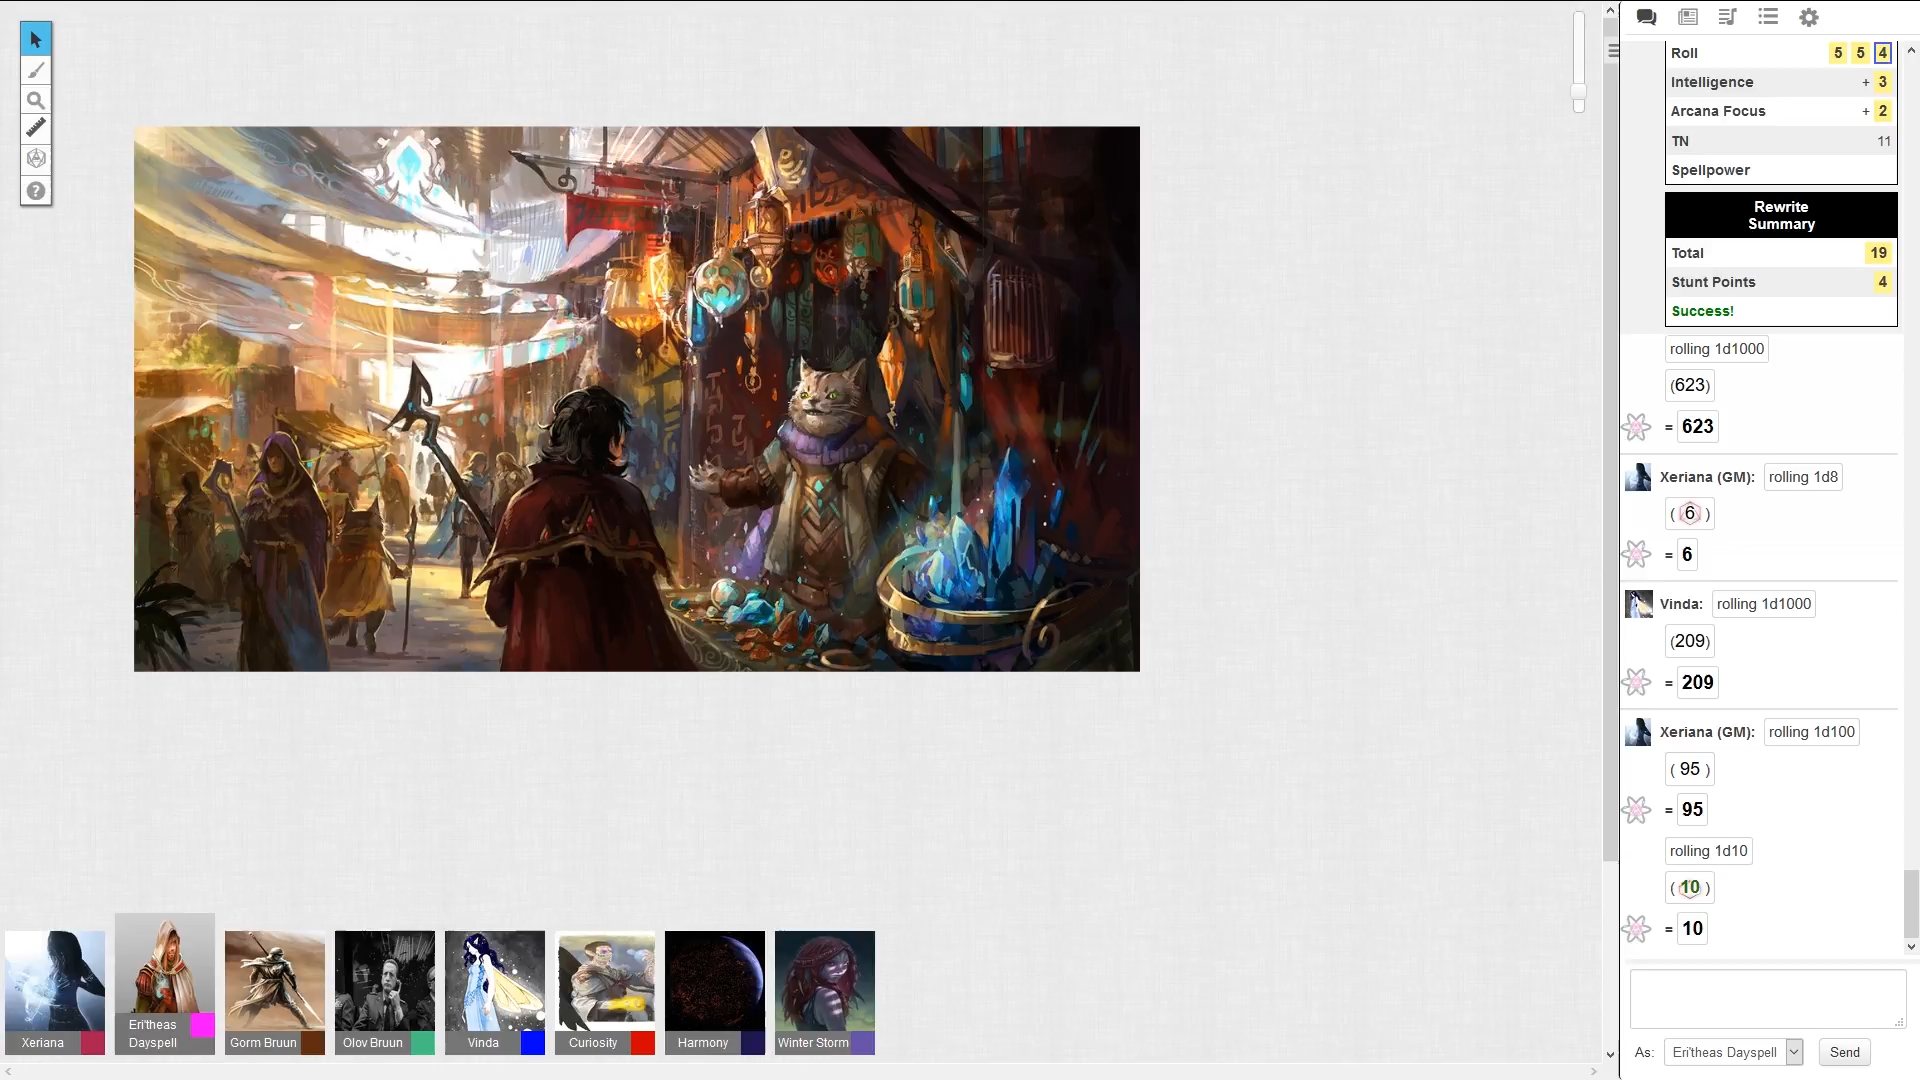 Roll 5 5 4
Intelligence + 3
Arcana Focus + 2
TN 11
Spellpower
Rewrite
Summary
Total 19
Stunt Points 4
Success!
rolling 1d1000
(623)
= 623
Xeriana (GM): rolling 1d8
( 6 )
= 6
Vinda: rolling 1d1000
(209)
= 209
Xeriana (GM): rolling 1d100
( 95 )
= 95
rolling 1d10
( 10 )
= 10
As: Eri'theas Dayspell Send
Xeriana
Eri'theas
Dayspell
Gorm Bruun
Olov Bruun
Vinda
Curiosity
Harmony
Winter Storm